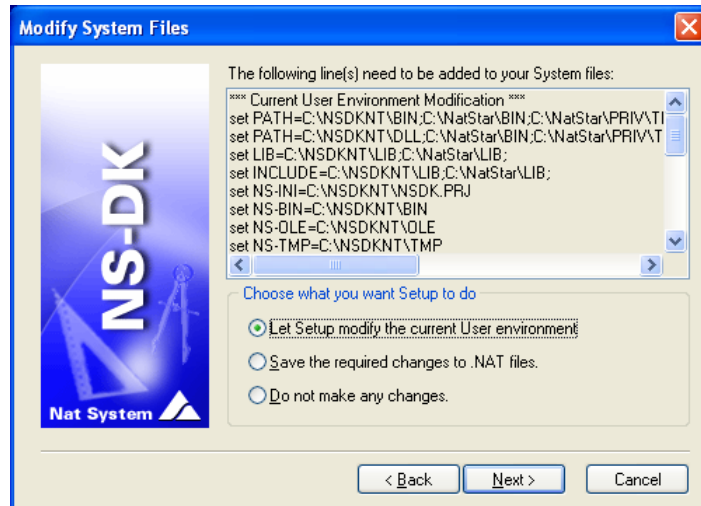 Modify System Files
The following line(s) need to be added to your System files:
*** Current User Environment Modification ***
set PATH=C:\NSDKNT\BIN;C:\NatStar\BIN;C:\NatStar\PRIV\TI
set PATH=C:\NSDKNT\DLL;C:\NatStar\BIN;C:\NatStar\PRIV\T
set LIB=C:\NSDKNT\LIB;C:\NatStar\LIB;
set INCLUDE=C:\NSDKNT\LIB;C:\NatStar\LIB;
set NS-INI=C:\NSDKNT\NSDK.PRJ
set NS-BIN=C:\NSDKNT\BIN
set NS-OLE=C:\NSDKNT\OLE
set NS-TMP=C:\NSDKNT\TMP
NS-DK
Nat System
Choose what you want Setup to do
Let Setup modify the current User environment
Save the required changes to .NAT files.
Do not make any changes.
< Back
Next >
Cancel